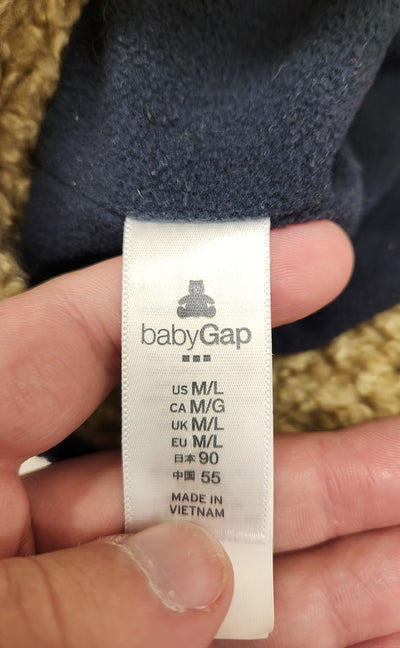 babyGap
US M/L
CA M/G
UK M/L
EU M/L
日本 90
中国 55
MADE IN
VIETNAM